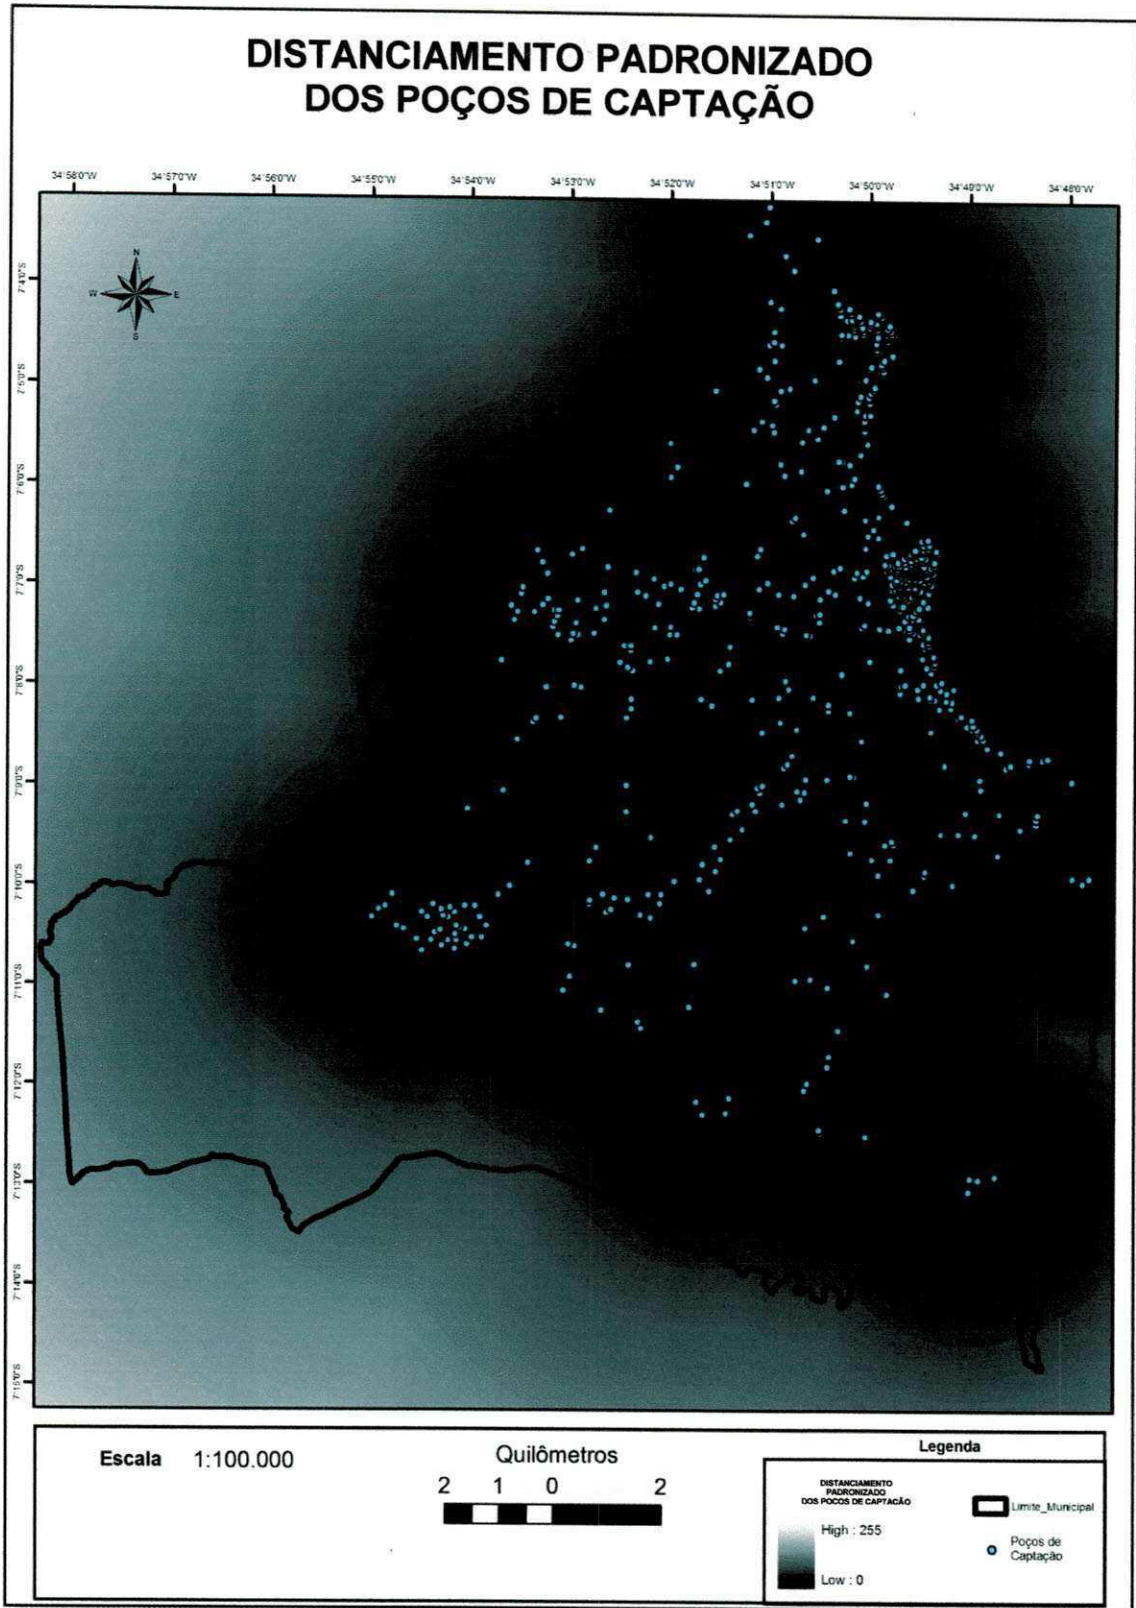 DISTANCIAMENTO PADRONIZADO
DOS POÇOS DE CAPTAÇÃO
34°58'0"W 34°57'0"W 34°56'0"W 34°55'0"W 34°54'0"W 34°53'0"W 34°52'0"W 34°51'0"W 34°50'0"W 34°49'0"W 34°48'0"W
N
W E
S
7°4'0"S
7°5'0"S
7°6'0"S
7°7'0"S
7°8'0"S
7°9'0"S
7°10'0"S
7°11'0"S
7°12'0"S
7°13'0"S
7°14'0"S
7°15'0"S
Escala 1:100.000
Quilômetros
2 1 0 2
Legenda
DISTANCIAMENTO
PADRONIZADO
DOS POCOS DE CAPTACÃO
High : 255
Low : 0
Limite_Municipal
Poços de
Captação